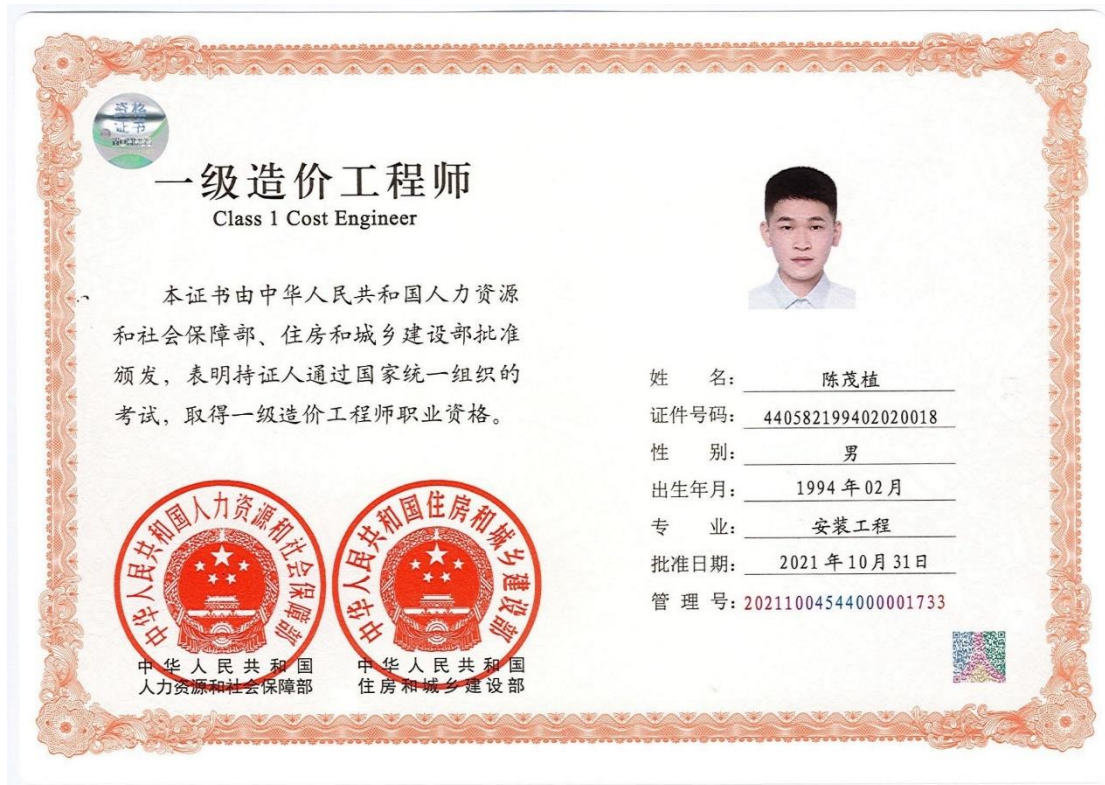 资格
证书
一级造价工程师
Class 1 Cost Engineer
本证书由中华人民共和国人力资源
和社会保障部、住房和城乡建设部批准
颁发，表明持证人通过国家统一组织的
考试，取得一级造价工程师职业资格。
中华人民共和国人力资源和社会保障部
中华人民共和国住房和城乡建设部
中华人民共和国
人力资源和社会保障部
中华人民共和国
住房和城乡建设部
姓 名： 陈茂植
证件号码： 440582199402020018
性 别： 男
出生年月： 1994年02月
专 业： 安装工程
批准日期： 2021年10月31日
管 理 号： 20211004544000001733